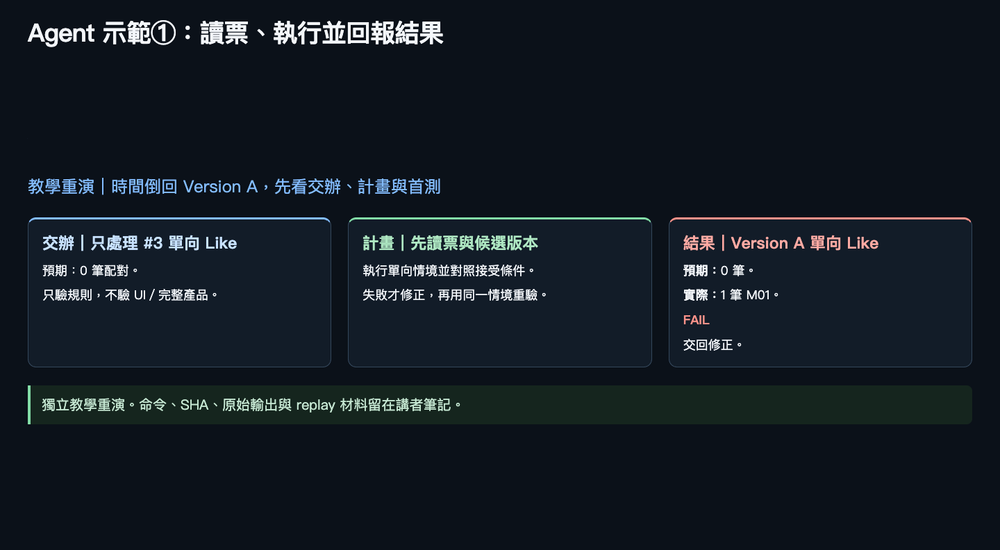 Agent 示範①：讀票、執行並回報結果
教學重演｜時間倒回 Version A，先看交辦、計畫與首測
交辦｜只處理 #3 單向 Like
預期：0 筆配對。
只驗規則，不驗 UI / 完整產品。
計畫｜先讀票與候選版本
執行單向情境並對照接受條件。
失敗才修正，再用同一情境重驗。
結果｜Version A 單向 Like
預期：0 筆。
實際：1 筆 M01。
FAIL
交回修正。
獨立教學重演。命令、SHA、原始輸出與 replay 材料留在講者筆記。